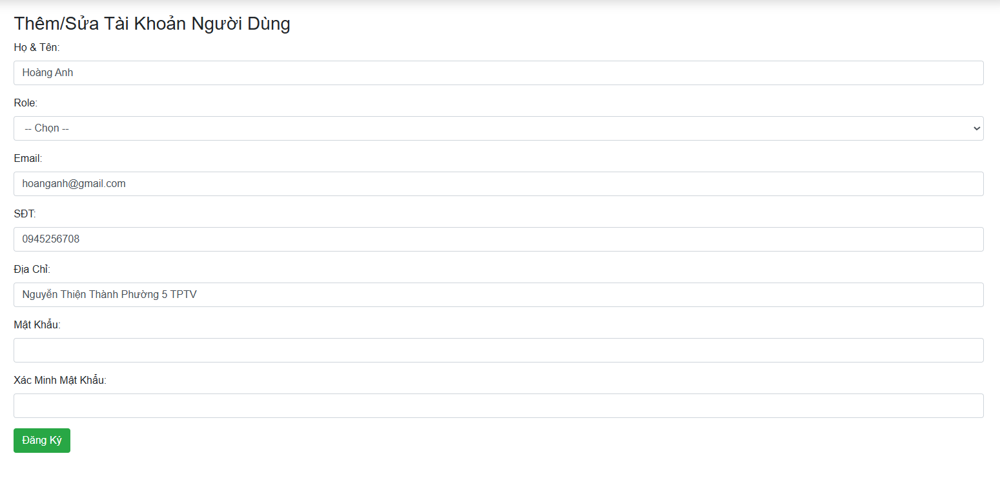 Thêm/Sửa Tài Khoản Người Dùng
Họ & Tên:
Hoàng Anh
Role:
-- Chọn --
Email:
hoanganh@gmail.com
SĐT:
0945256708
Địa Chỉ:
Nguyễn Thiện Thành Phường 5 TPTV
Mật Khẩu:
Xác Minh Mật Khẩu:
Đăng Ký